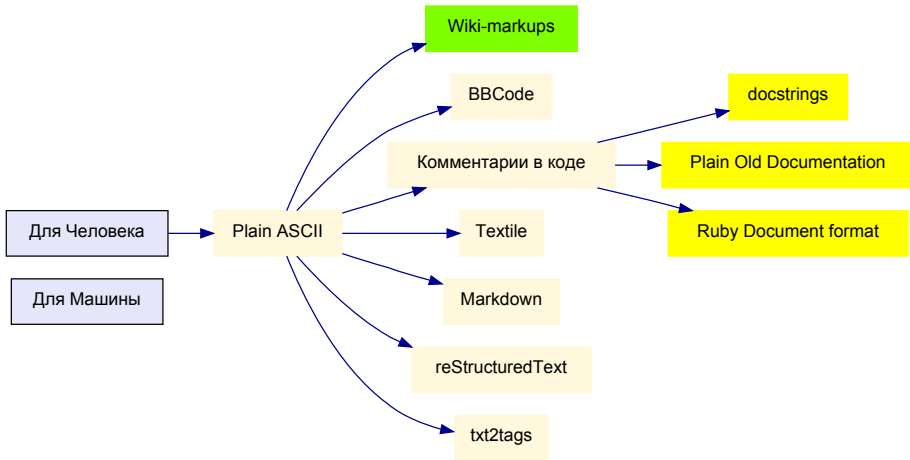 Wiki-markups
BBCode
docstrings
Комментарии в коде
Plain Old Documentation
Для Человека
Plain ASCII
Textile
Ruby Document format
Для Машины
Markdown
reStructuredText
txt2tags